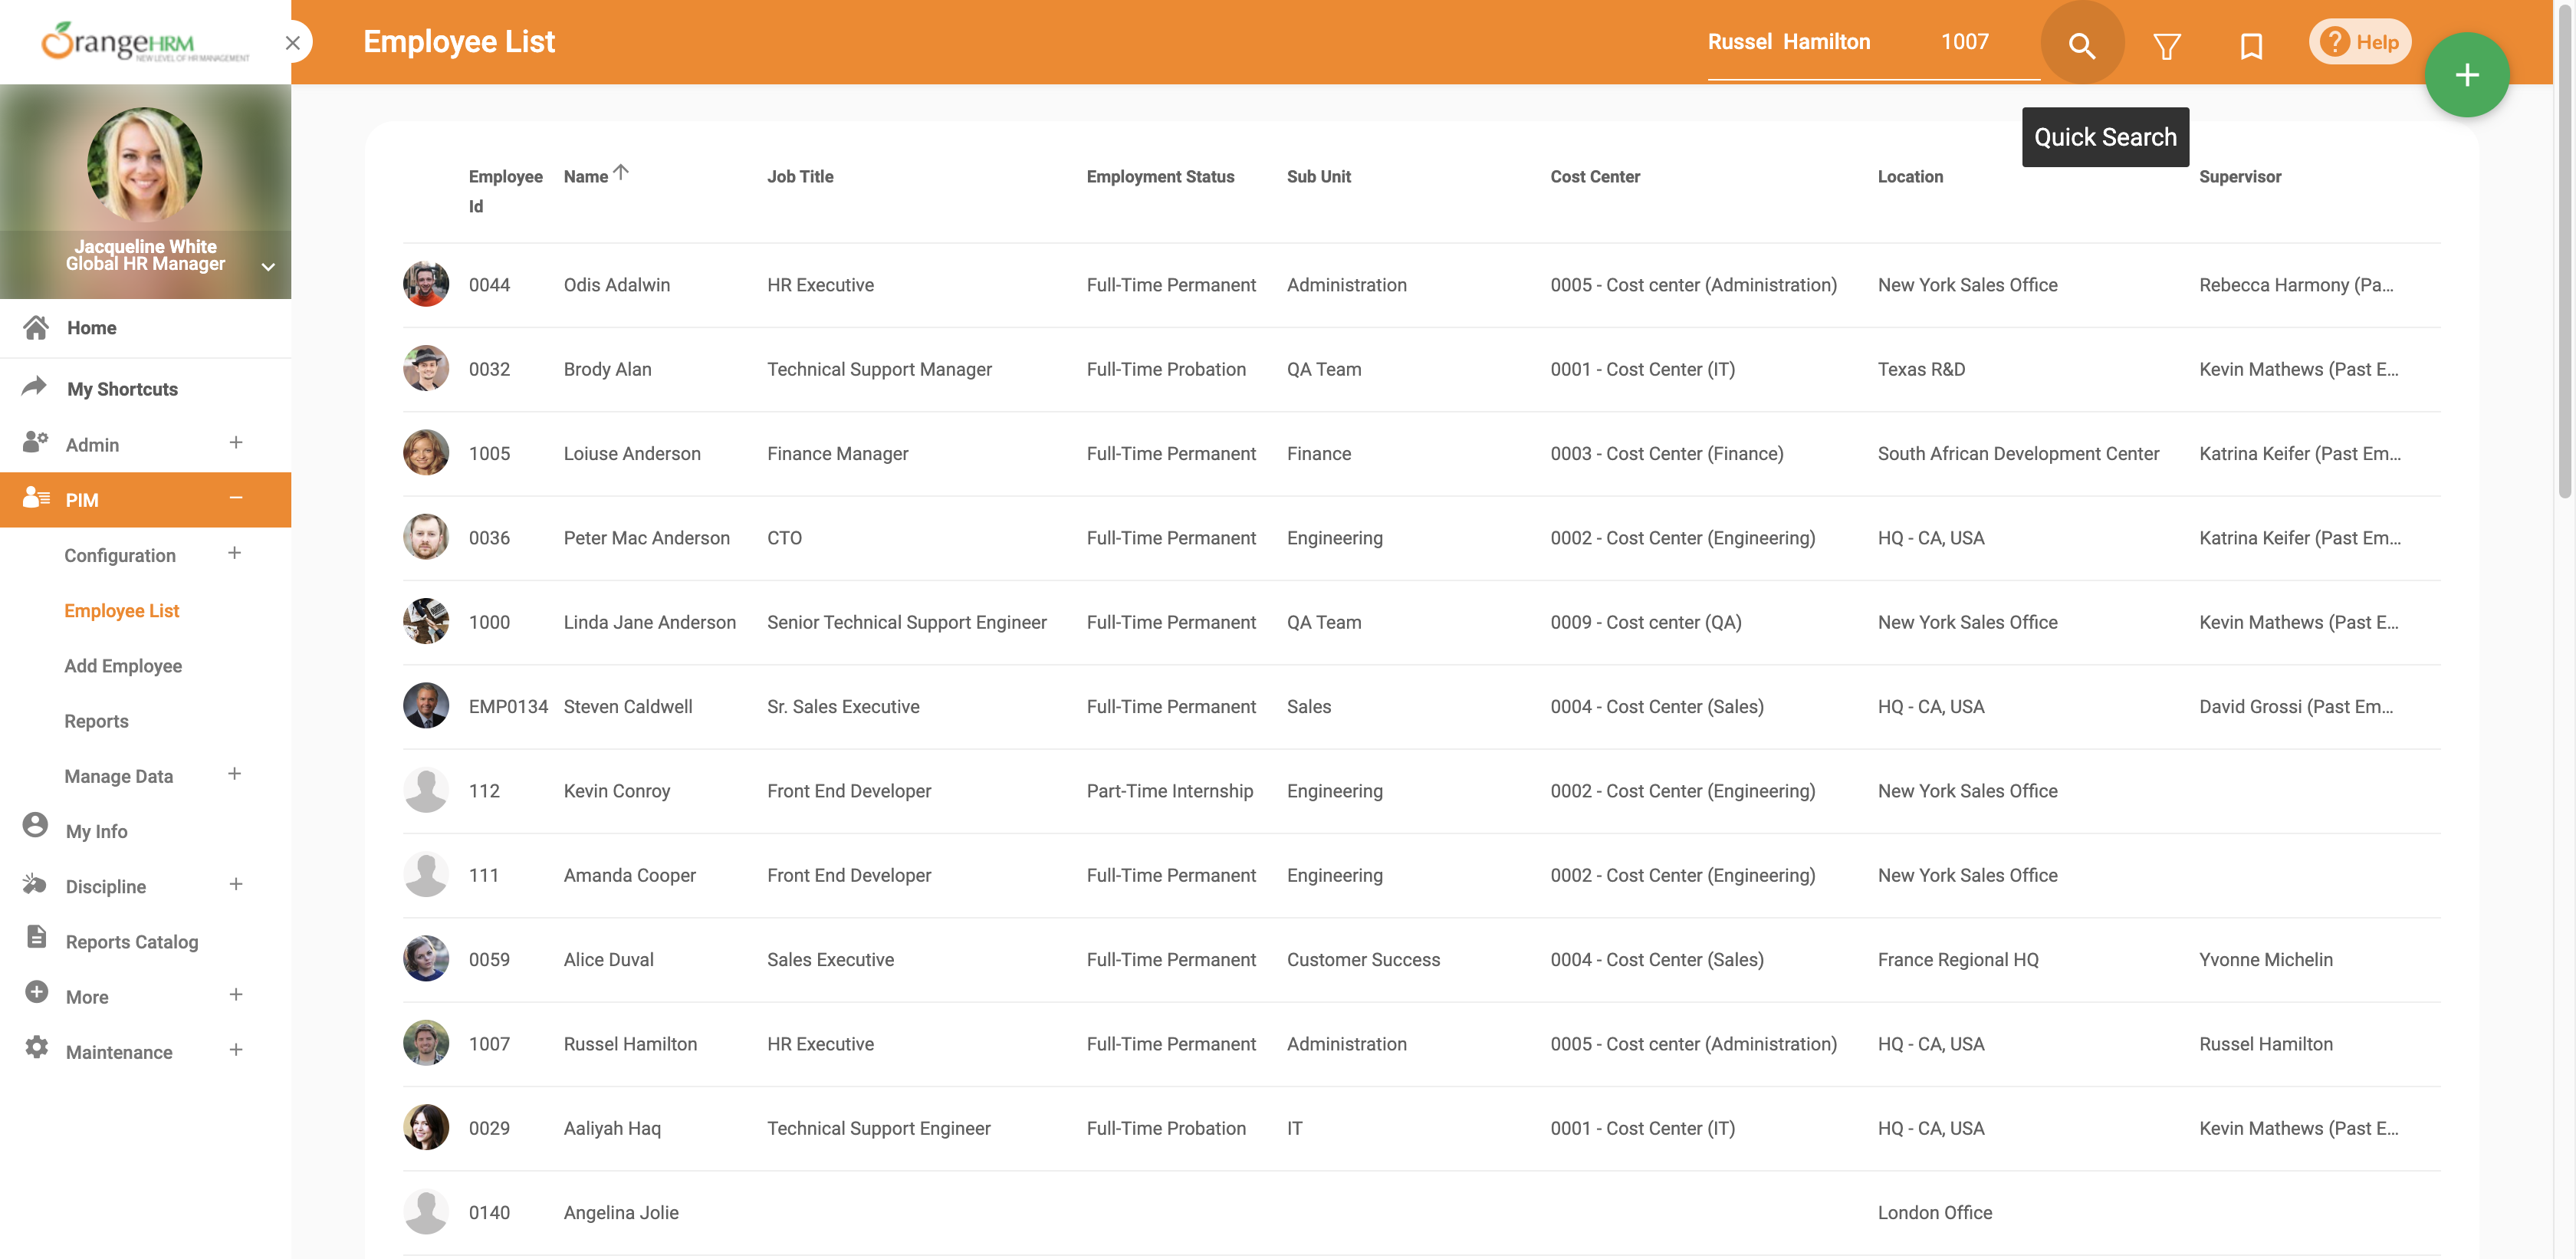 OrangeHRM
NEW LEVEL OF HR MANAGEMENT
Employee List
Russel Hamilton 1007
Help
Quick Search
Jacqueline White
Global HR Manager
Home
My Shortcuts
Admin
PIM
Configuration
Employee List
Add Employee
Reports
Manage Data
My Info
Discipline
Reports Catalog
More
Maintenance
Employee Id Name Job Title Employment Status Sub Unit Cost Center Location Supervisor
0044 Odis Adalwin HR Executive Full-Time Permanent Administration 0005 - Cost center (Administration) New York Sales Office Rebecca Harmony (Pa...
0032 Brody Alan Technical Support Manager Full-Time Probation QA Team 0001 - Cost Center (IT) Texas R&D Kevin Mathews (Past E...
1005 Loiuse Anderson Finance Manager Full-Time Permanent Finance 0003 - Cost Center (Finance) South African Development Center Katrina Keifer (Past Em...
0036 Peter Mac Anderson CTO Full-Time Permanent Engineering 0002 - Cost Center (Engineering) HQ - CA, USA Katrina Keifer (Past Em...
1000 Linda Jane Anderson Senior Technical Support Engineer Full-Time Permanent QA Team 0009 - Cost center (QA) New York Sales Office Kevin Mathews (Past E...
EMP0134 Steven Caldwell Sr. Sales Executive Full-Time Permanent Sales 0004 - Cost Center (Sales) HQ - CA, USA David Grossi (Past Em...
112 Kevin Conroy Front End Developer Part-Time Internship Engineering 0002 - Cost Center (Engineering) New York Sales Office
111 Amanda Cooper Front End Developer Full-Time Permanent Engineering 0002 - Cost Center (Engineering) New York Sales Office
0059 Alice Duval Sales Executive Full-Time Permanent Customer Success 0004 - Cost Center (Sales) France Regional HQ Yvonne Michelin
1007 Russel Hamilton HR Executive Full-Time Permanent Administration 0005 - Cost center (Administration) HQ - CA, USA Russel Hamilton
0029 Aaliyah Haq Technical Support Engineer Full-Time Probation IT 0001 - Cost Center (IT) HQ - CA, USA Kevin Mathews (Past E...
0140 Angelina Jolie London Office